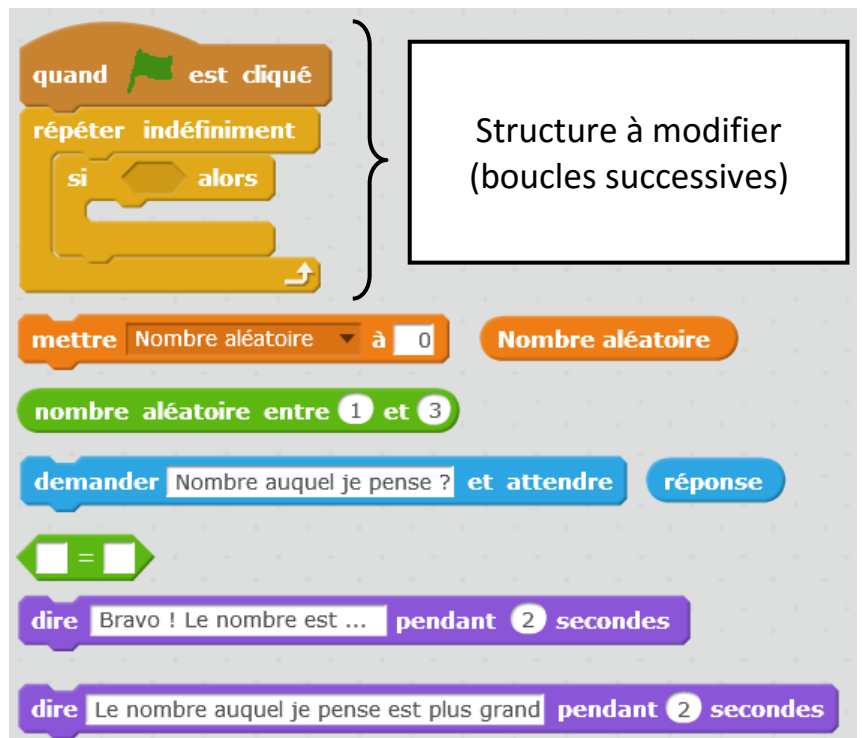 quand est cliqué
répéter indéfiniment
si alors
Structure à modifier
(boucles successives)
mettre Nombre aléatoire à 0 Nombre aléatoire
nombre aléatoire entre 1 et 3
demander Nombre auquel je pense ? et attendre réponse
=
dire Bravo ! Le nombre est ... pendant 2 secondes
dire Le nombre auquel je pense est plus grand pendant 2 secondes